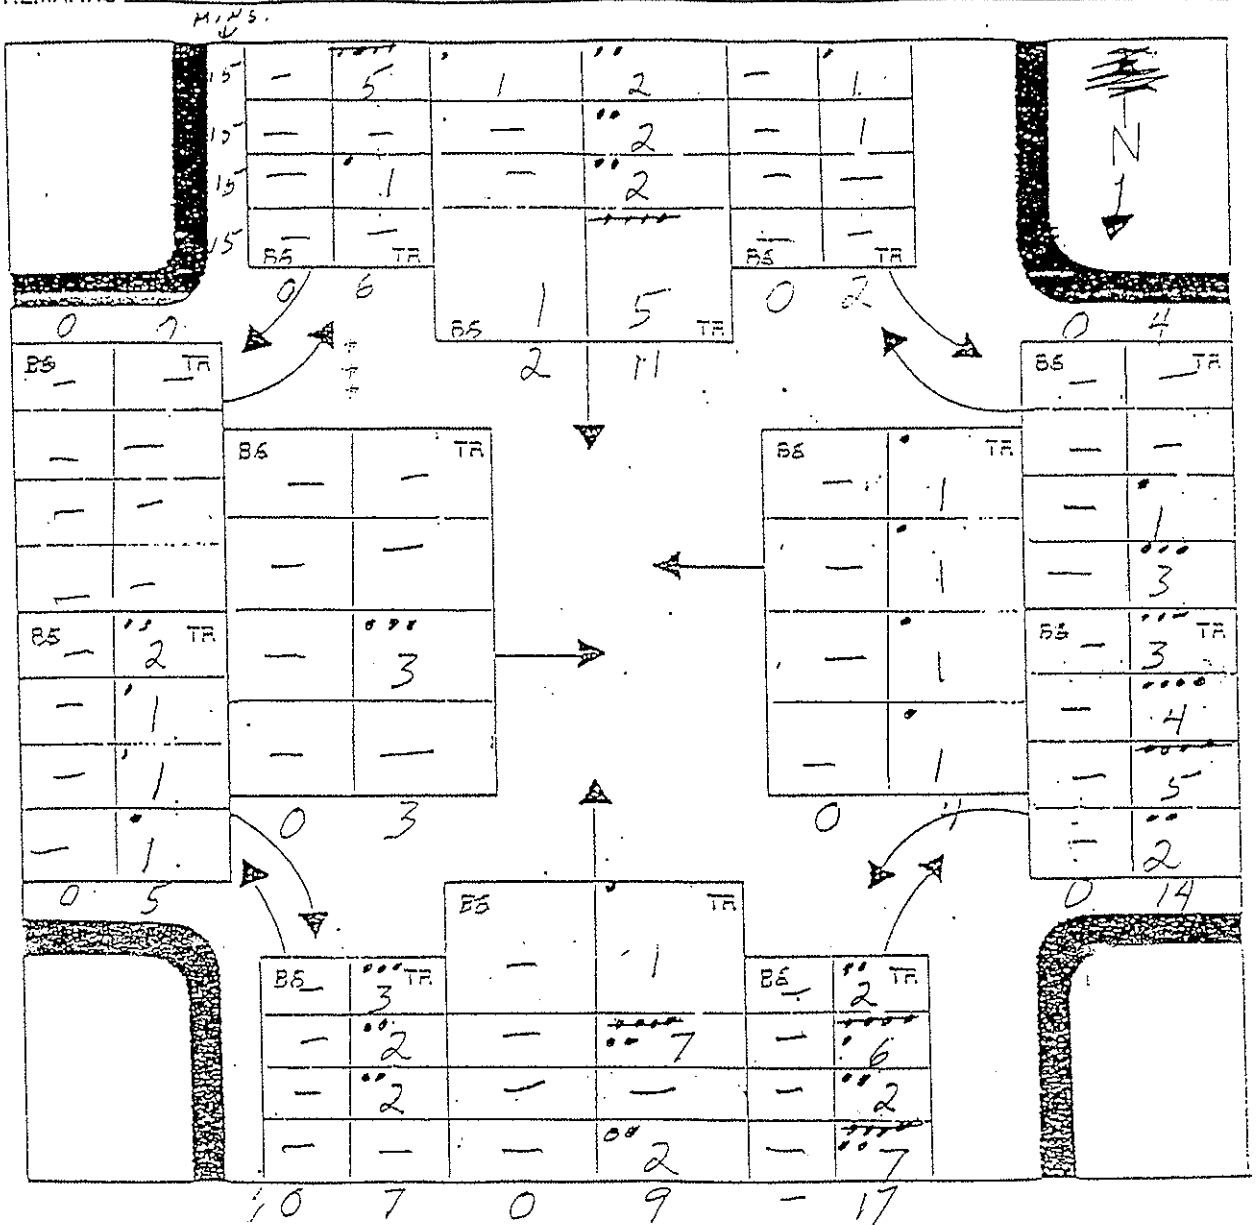 MINS.
15 — 5 1 2 — 1
15 — — — 2 — 1
15 — 1 — 2 — —
15 — — — —
BS TR BS TR
N
0 6 1 5 0 2
BS TR
2 11
0 0 4
BS TR BS TR
— — — —
BS TR BS TR
— — — 1
— — — —
— — — 1
— — — 1
— 3
— — — 3 — 1
BS TR BS TR
— 2 — 3
— 1 — 4
— — — 1
— 1 — 5
— 1 — 2
0 3 0 4
0 5 0 14
BS TR
— 1
BS TR BS TR
— 3 — 2
— 2 — 7 — 6
— 2 — — — 2
— — — 2 — 7
0 7 0 9 - 17